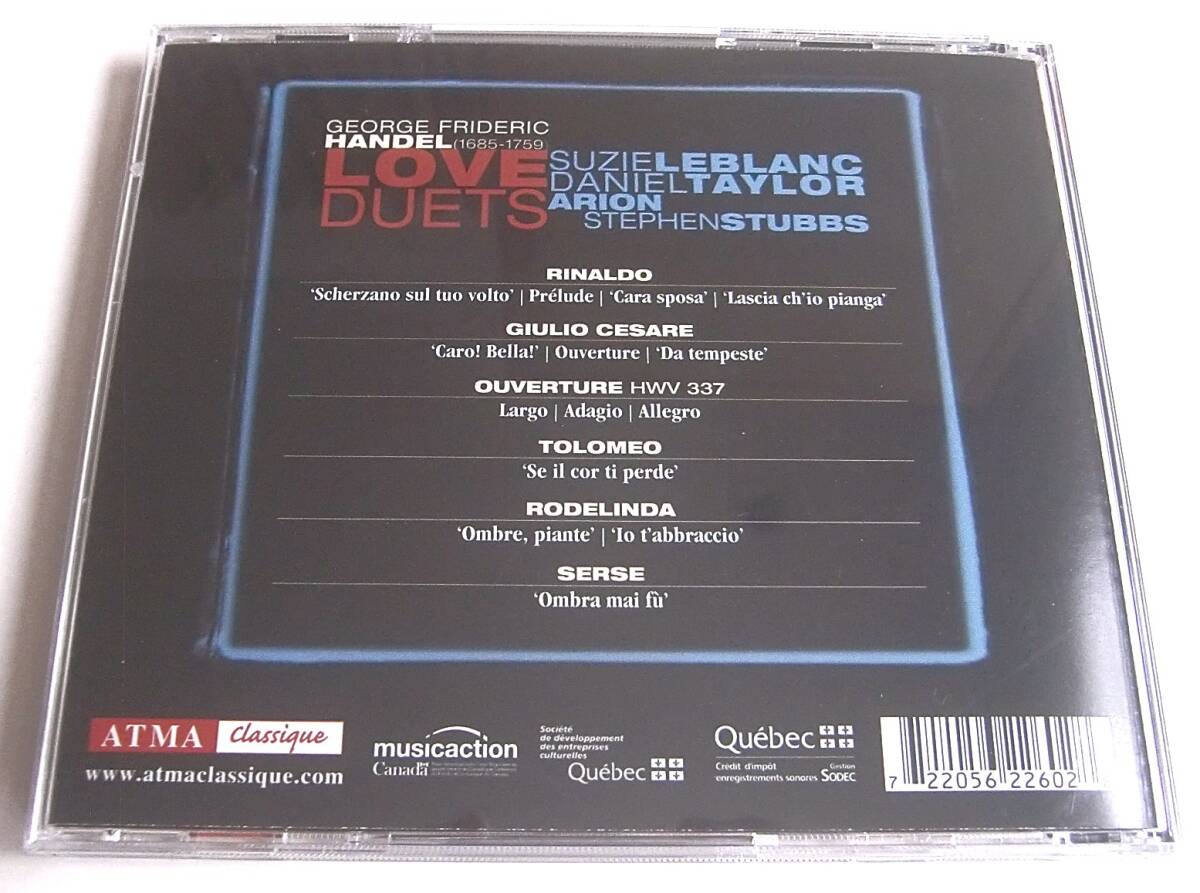 GEORGE FRIDERIC
HANDEL (1685-1759)
LOVE
DUETS
SUZIE LEBLANC
DANIEL TAYLOR
ARION
STEPHEN STUBBS
RINALDO
‘Scherzano sul tuo volto’ | Prélude | ‘Cara sposa’ | ‘Lascia ch'io pianga’
GIULIO CESARE
‘Caro! Bella!’ | Ouverture | ‘Da tempeste’
OUVERTURE HWV 337
Largo | Adagio | Allegro
TOLOMEO
‘Se il cor ti perde’
RODELINDA
‘Ombre, piante’ | ‘Io t'abbraccio’
SERSE
‘Ombra mai fù’
ATMA Classique
www.atmaclassique.com
musicaction
Canada
Société
de développement
des entreprises
culturelles
Québec
Québec
Crédit d'impôt
enregistrements sonores
Gestion
SODEC
7 22056 22602